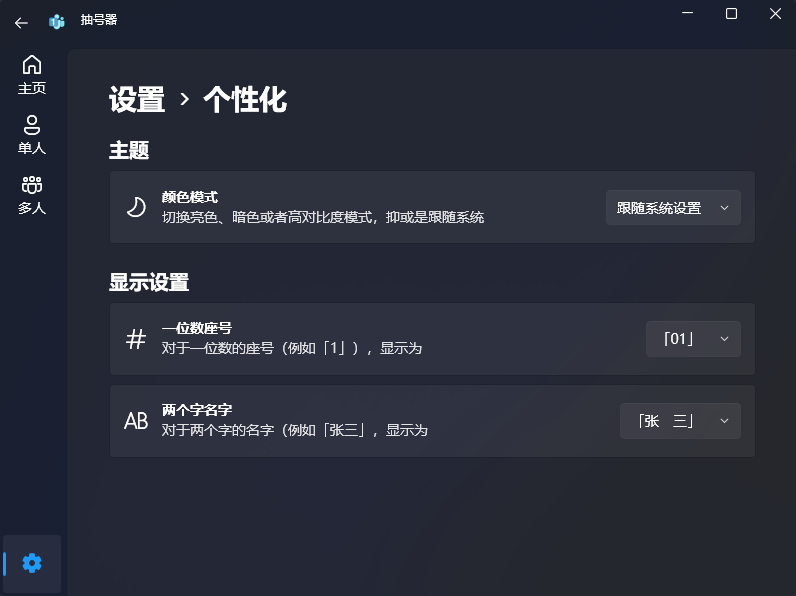 抽号器
主页
单人
多人
设置 › 个性化
主题
颜色模式
切换亮色、暗色或者高对比度模式，抑或是跟随系统
跟随系统设置
显示设置
一位数座号
对于一位数的座号（例如「1」），显示为
「01」
AB
两个字名字
对于两个字的名字（例如「张三」，显示为
「张　三」